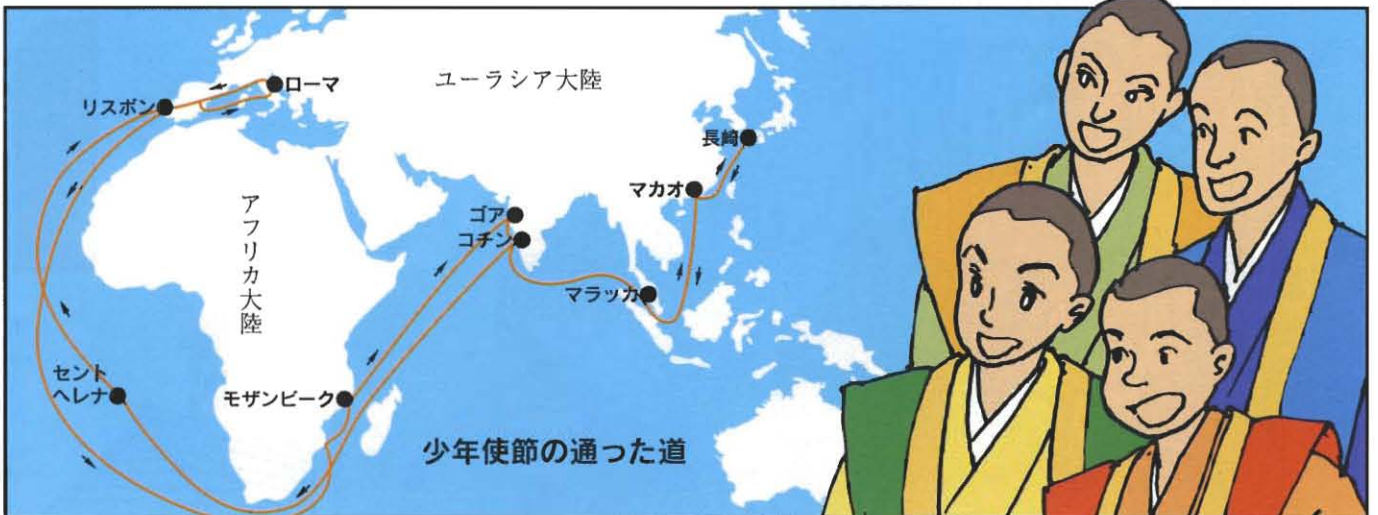 ローマ
ユーラシア大陸
リスボン
長崎
マカオ
アフリカ大陸
ゴア
コチン
マラッカ
セント
ヘレナ
モザンビーク
少年使節の通った道